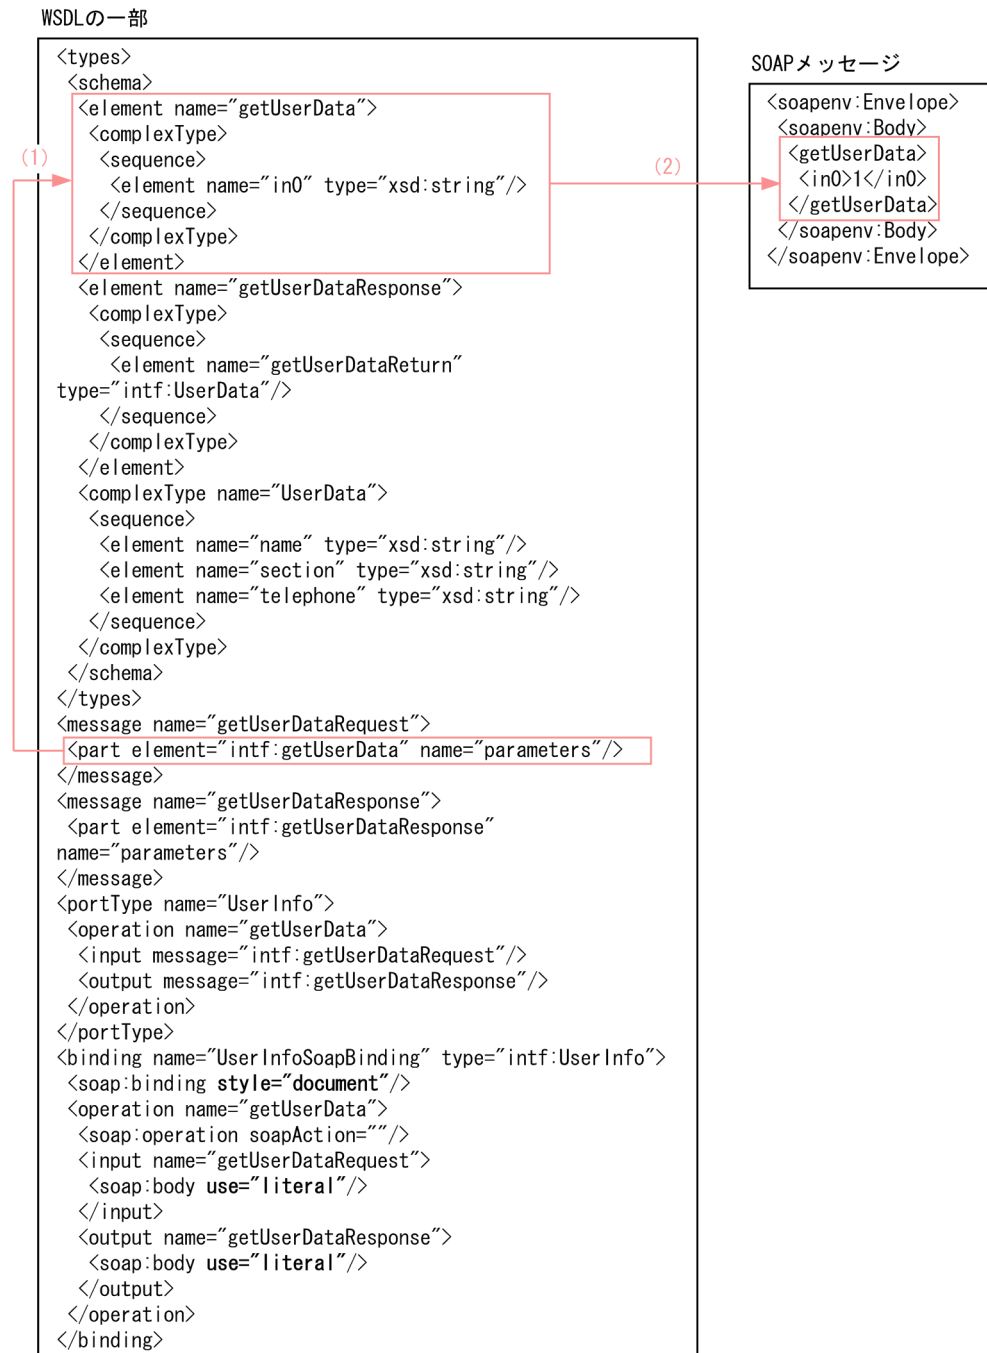 WSDLの一部
<types>
<schema>
<element name="getUserData">
<complexType>
<sequence>
<element name="in0" type="xsd:string"/>
</sequence>
</complexType>
</element>
<element name="getUserDataResponse">
<complexType>
<sequence>
<element name="getUserDataReturn"
type="intf:UserData"/>
</sequence>
</complexType>
</element>
<complexType name="UserData">
<sequence>
<element name="name" type="xsd:string"/>
<element name="section" type="xsd:string"/>
<element name="telephone" type="xsd:string"/>
</sequence>
</complexType>
</schema>
</types>
<message name="getUserDataRequest">
<part element="intf:getUserData" name="parameters"/>
</message>
<message name="getUserDataResponse">
<part element="intf:getUserDataResponse"
name="parameters"/>
</message>
<portType name="UserInfo">
<operation name="getUserData">
<input message="intf:getUserDataRequest"/>
<output message="intf:getUserDataResponse"/>
</operation>
</portType>
<binding name="UserInfoSoapBinding" type="intf:UserInfo">
<soap:binding style="document"/>
<operation name="getUserData">
<soap:operation soapAction=""/>
<input name="getUserDataRequest">
<soap:body use="literal"/>
</input>
<output name="getUserDataResponse">
<soap:body use="literal"/>
</output>
</operation>
</binding>
(1)
(2)
SOAPメッセージ
<soapenv:Envelope>
<soapenv:Body>
<getUserData>
<in0>1</in0>
</getUserData>
</soapenv:Body>
</soapenv:Envelope>